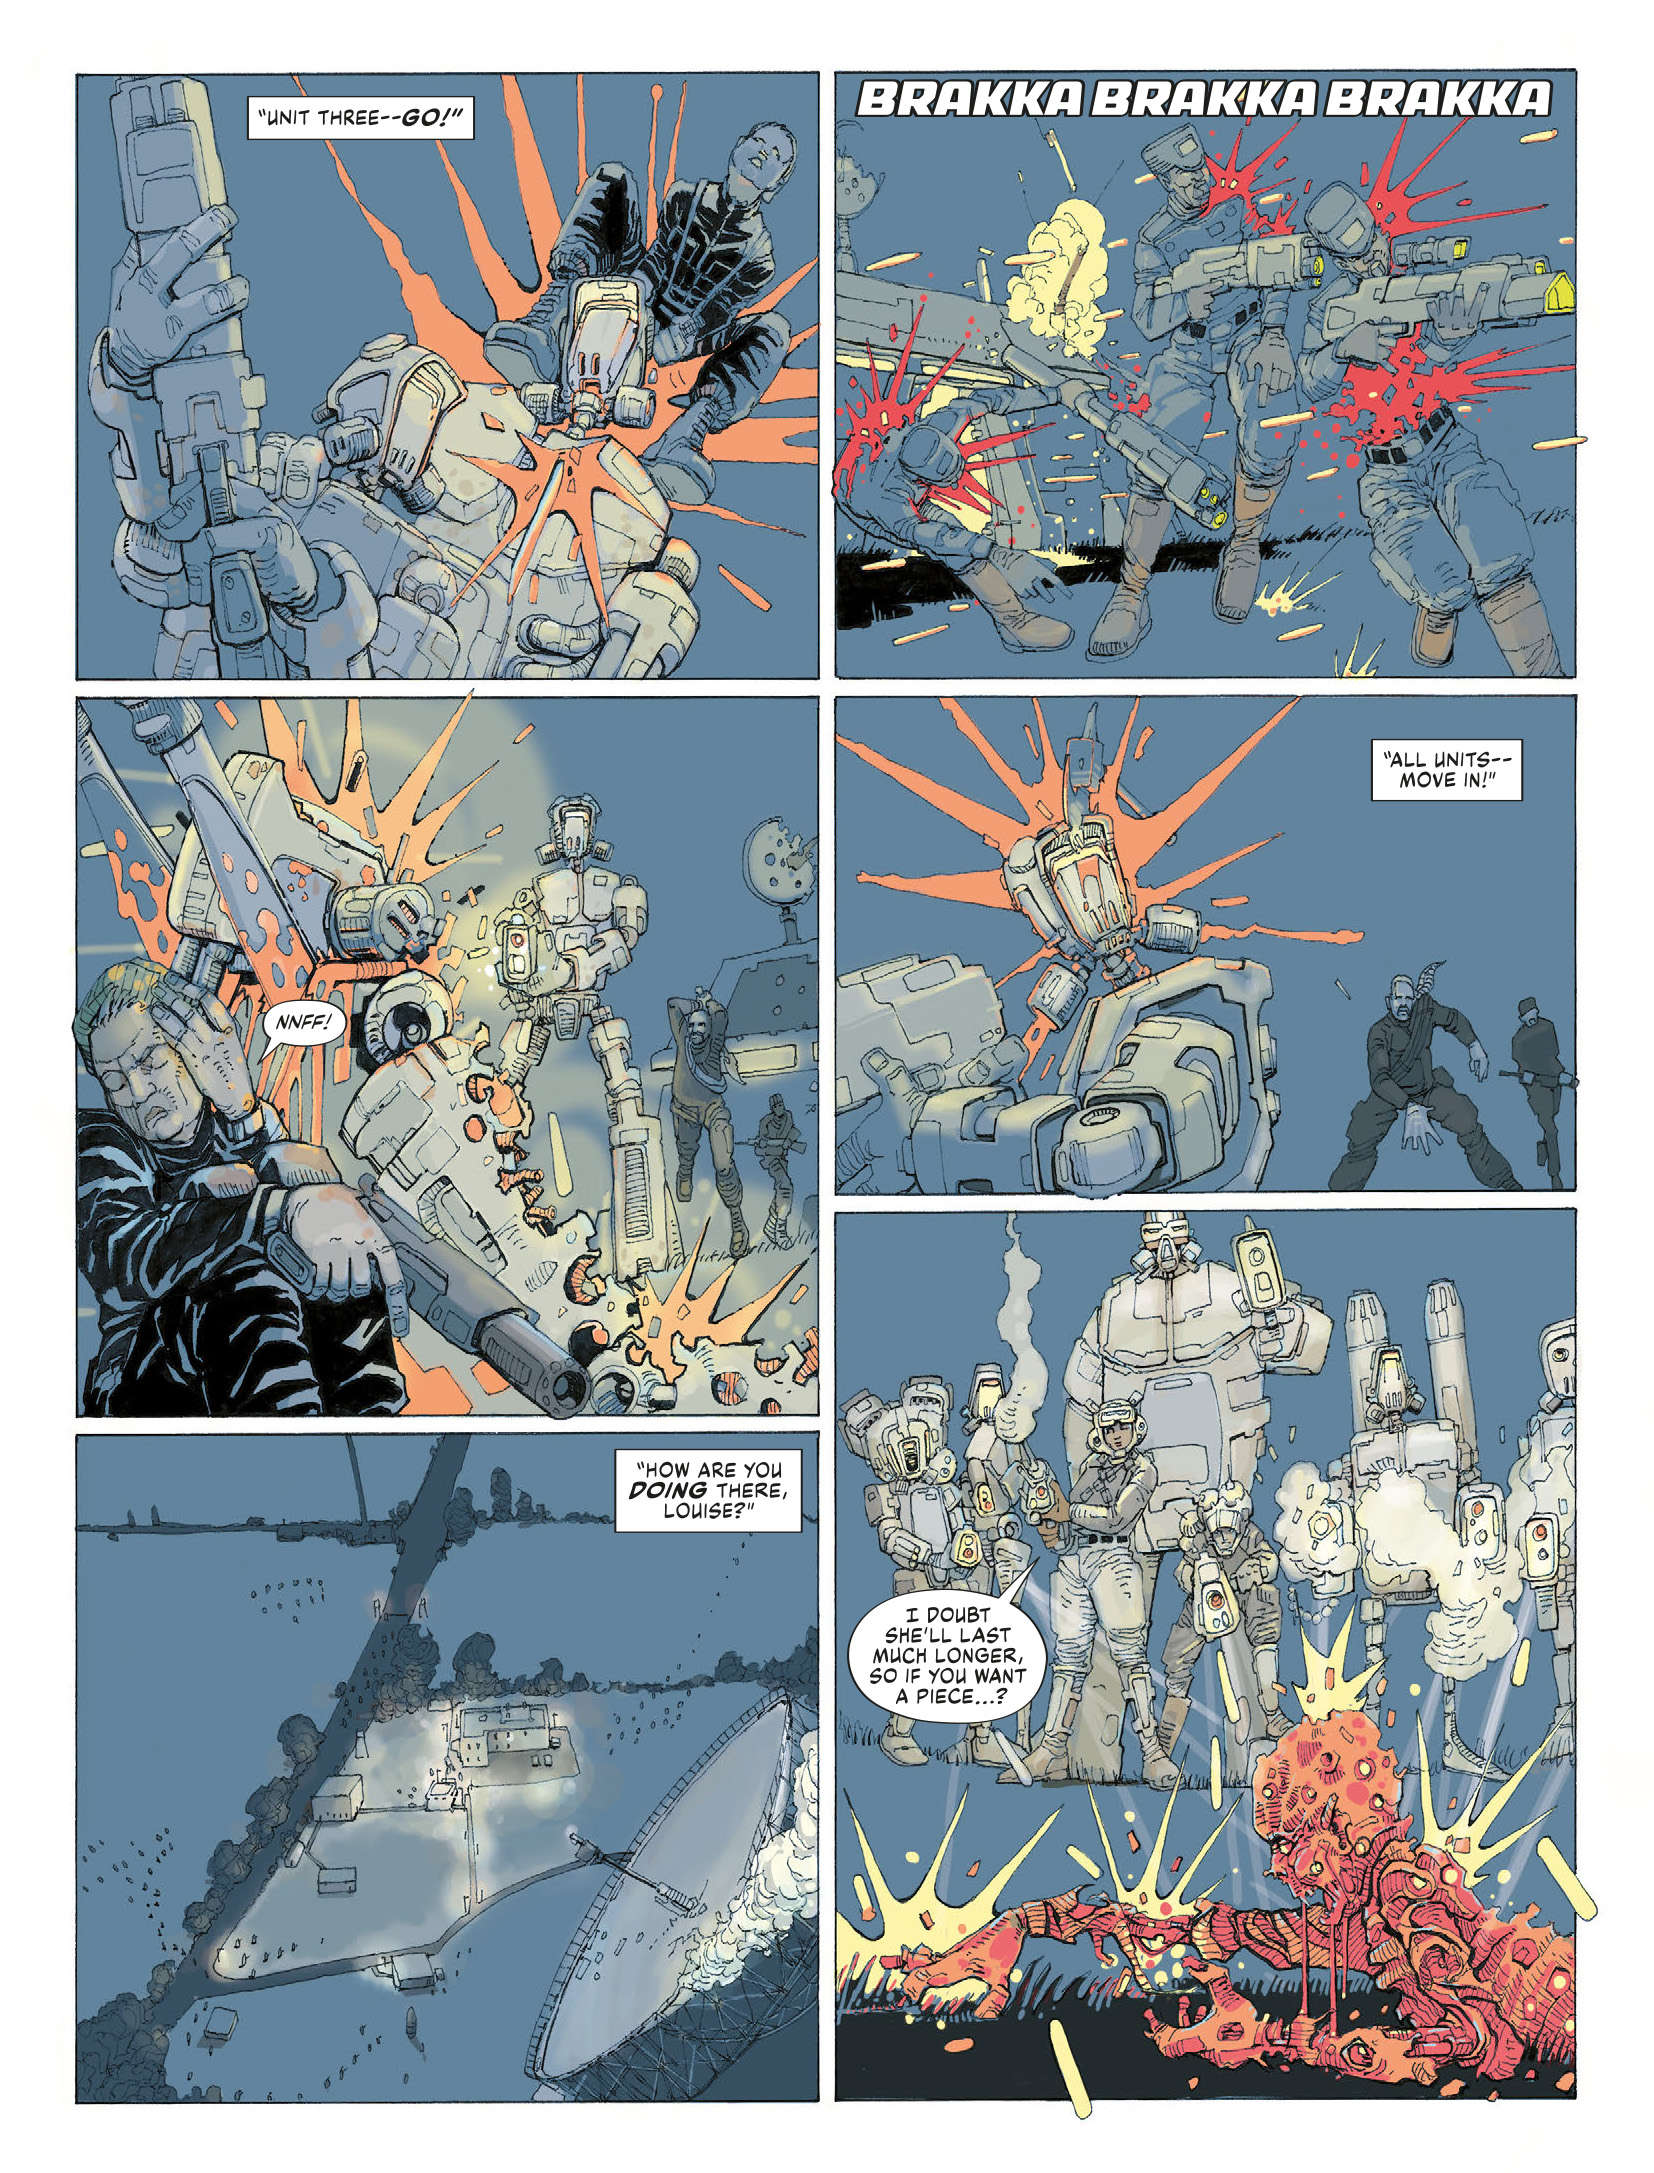 "UNIT THREE--GO!"
BRAKKA BRAKKA BRAKKA
NNFF!
"ALL UNITS--
MOVE IN!"
"HOW ARE YOU
DOING THERE,
LOUISE?"
I DOUBT
SHE'LL LAST
MUCH LONGER,
SO IF YOU WANT
A PIECE...?